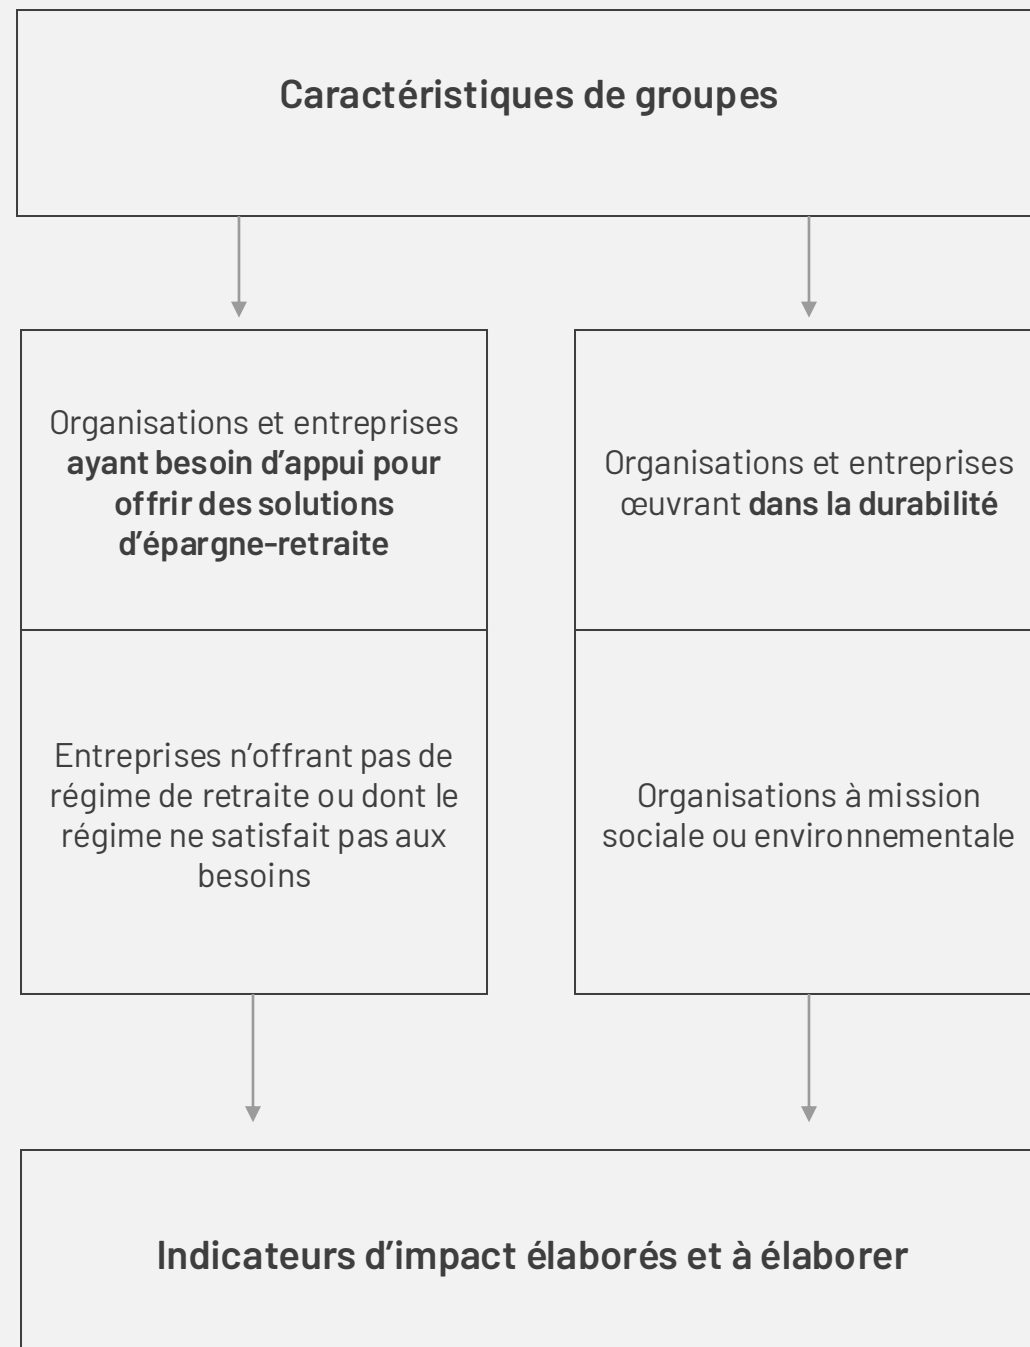 Caractéristiques de groupes
Organisations et entreprises
ayant besoin d’appui pour
offrir des solutions
d’épargne-retraite
Organisations et entreprises
œuvrant dans la durabilité
Entreprises n’offrant pas de
régime de retraite ou dont le
régime ne satisfait pas aux
besoins
Organisations à mission
sociale ou environnementale
Indicateurs d’impact élaborés et à élaborer